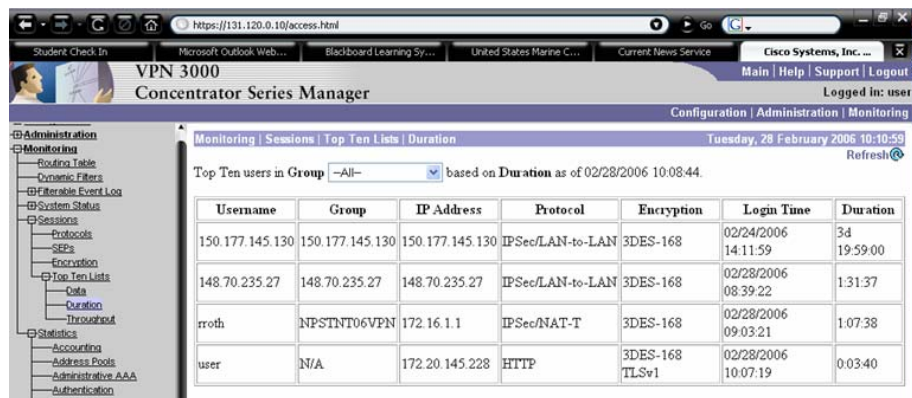 https://131.120.0.10/access.html
Go
G
Student Check In
Microsoft Outlook Web...
Blackboard Learning Sy...
United States Marine C...
Current News Service
Cisco Systems, Inc. ...
VPN 3000
Concentrator Series Manager
Main | Help | Support | Logout
Logged in: user
Configuration | Administration | Monitoring
Administration
Monitoring
Routing Table
Dynamic Filters
Filterable Event Log
System Status
Sessions
Protocols
SEPs
Encryption
Top Ten Lists
Data
Duration
Throughput
Statistics
Accounting
Address Pools
Administrative AAA
Authentication
Monitoring | Sessions | Top Ten Lists | Duration
Tuesday, 28 February 2006 10:10:59
Refresh
Top Ten users in Group --All-- based on Duration as of 02/28/2006 10:08:44.
Username Group IP Address Protocol Encryption Login Time Duration
150.177.145.130 150.177.145.130 150.177.145.130 IPSec/LAN-to-LAN 3DES-168 02/24/2006 14:11:59 3d 19:59:00
148.70.235.27 148.70.235.27 148.70.235.27 IPSec/LAN-to-LAN 3DES-168 02/28/2006 08:39:22 1:31:37
rroth NPSTNT06VPN 172.16.1.1 IPSec/NAT-T 3DES-168 02/28/2006 09:03:21 1:07:38
user N/A 172.20.145.228 HTTP 3DES-168 TLSv1 02/28/2006 10:07:19 0:03:40